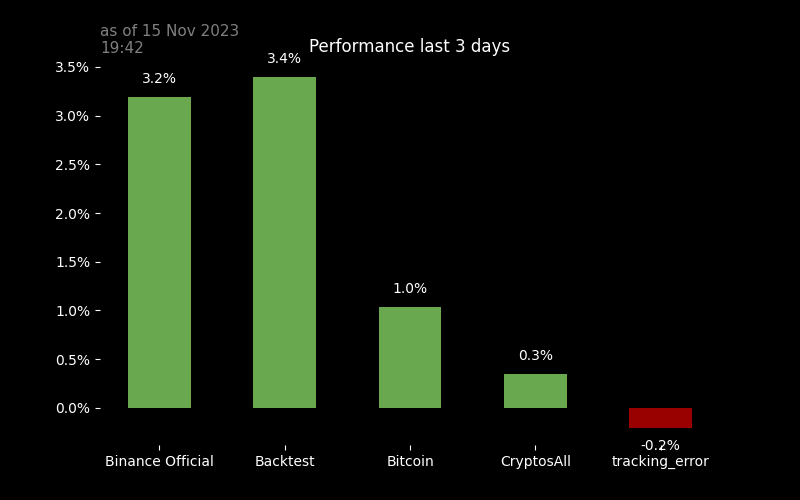 as of 15 Nov 2023
19:42
Performance last 3 days
3.5%
3.0%
2.5%
2.0%
1.5%
1.0%
0.5%
0.0%
3.2%
3.4%
1.0%
0.3%
-0.2%
Binance Official
Backtest
Bitcoin
CryptosAll
tracking_error